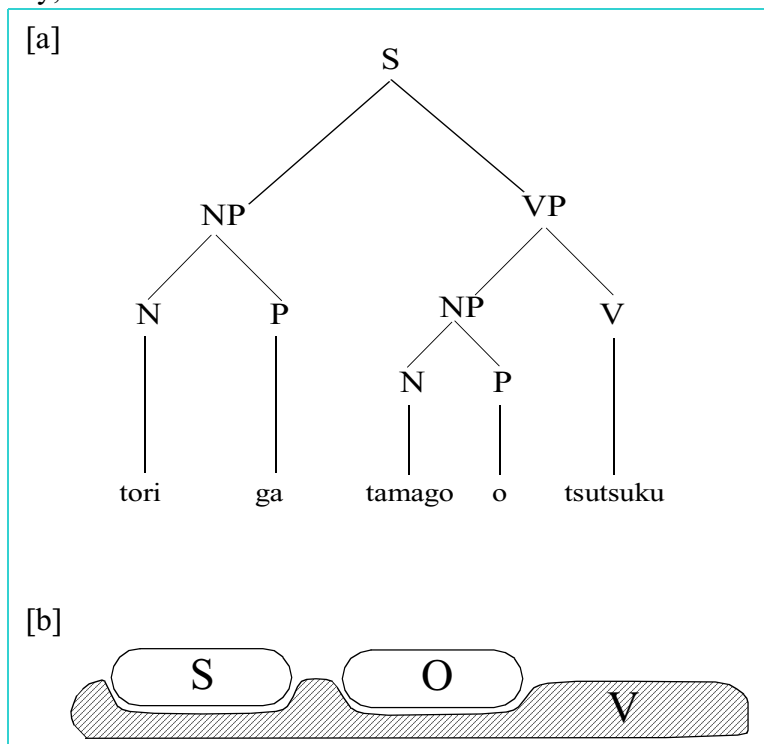 [a]
S
NP VP
N P NP V
N P
tori ga tamago o tsutsuku
[b]
S O V